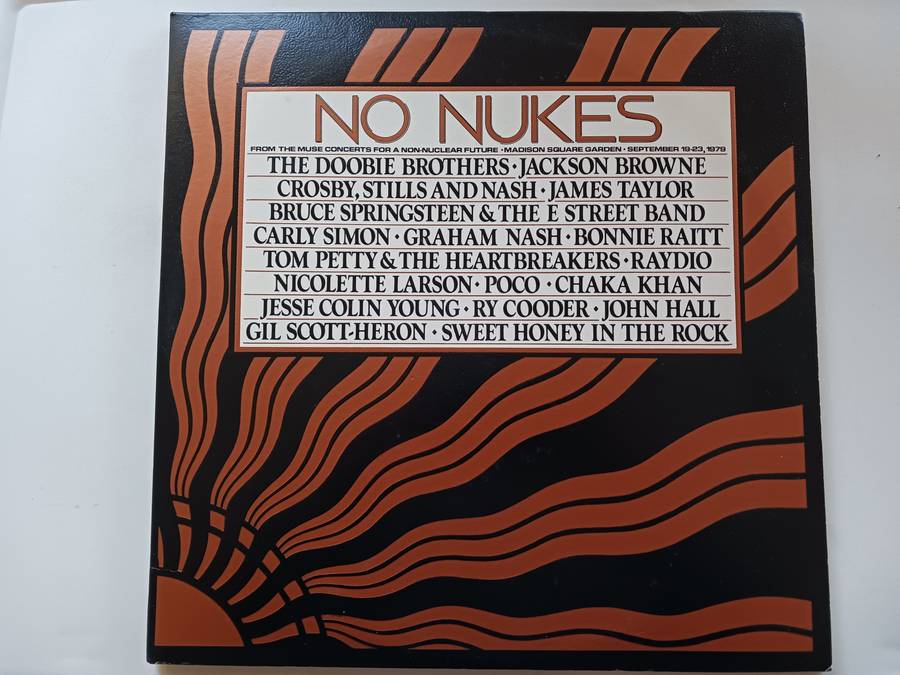 NO NUKES
FROM THE MUSE CONCERTS FOR A NON-NUCLEAR FUTURE • MADISON SQUARE GARDEN • SEPTEMBER 19-23, 1979
THE DOOBIE BROTHERS • JACKSON BROWNE
CROSBY, STILLS AND NASH • JAMES TAYLOR
BRUCE SPRINGSTEEN & THE E STREET BAND
CARLY SIMON • GRAHAM NASH • BONNIE RAITT
TOM PETTY & THE HEARTBREAKERS • RAYDIO
NICOLETTE LARSON • POCO • CHAKA KHAN
JESSE COLIN YOUNG • RY COODER • JOHN HALL
GIL SCOTT-HERON • SWEET HONEY IN THE ROCK